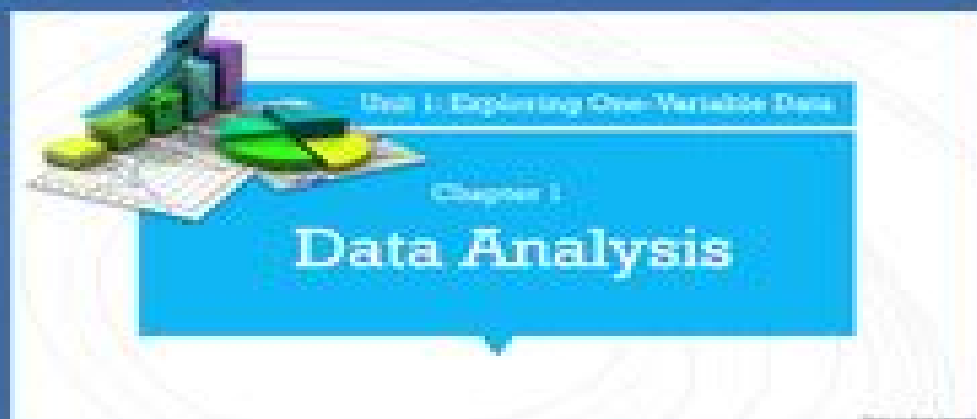 Unit 1: Exploring One-Variable Data
Chapter 1
Data Analysis